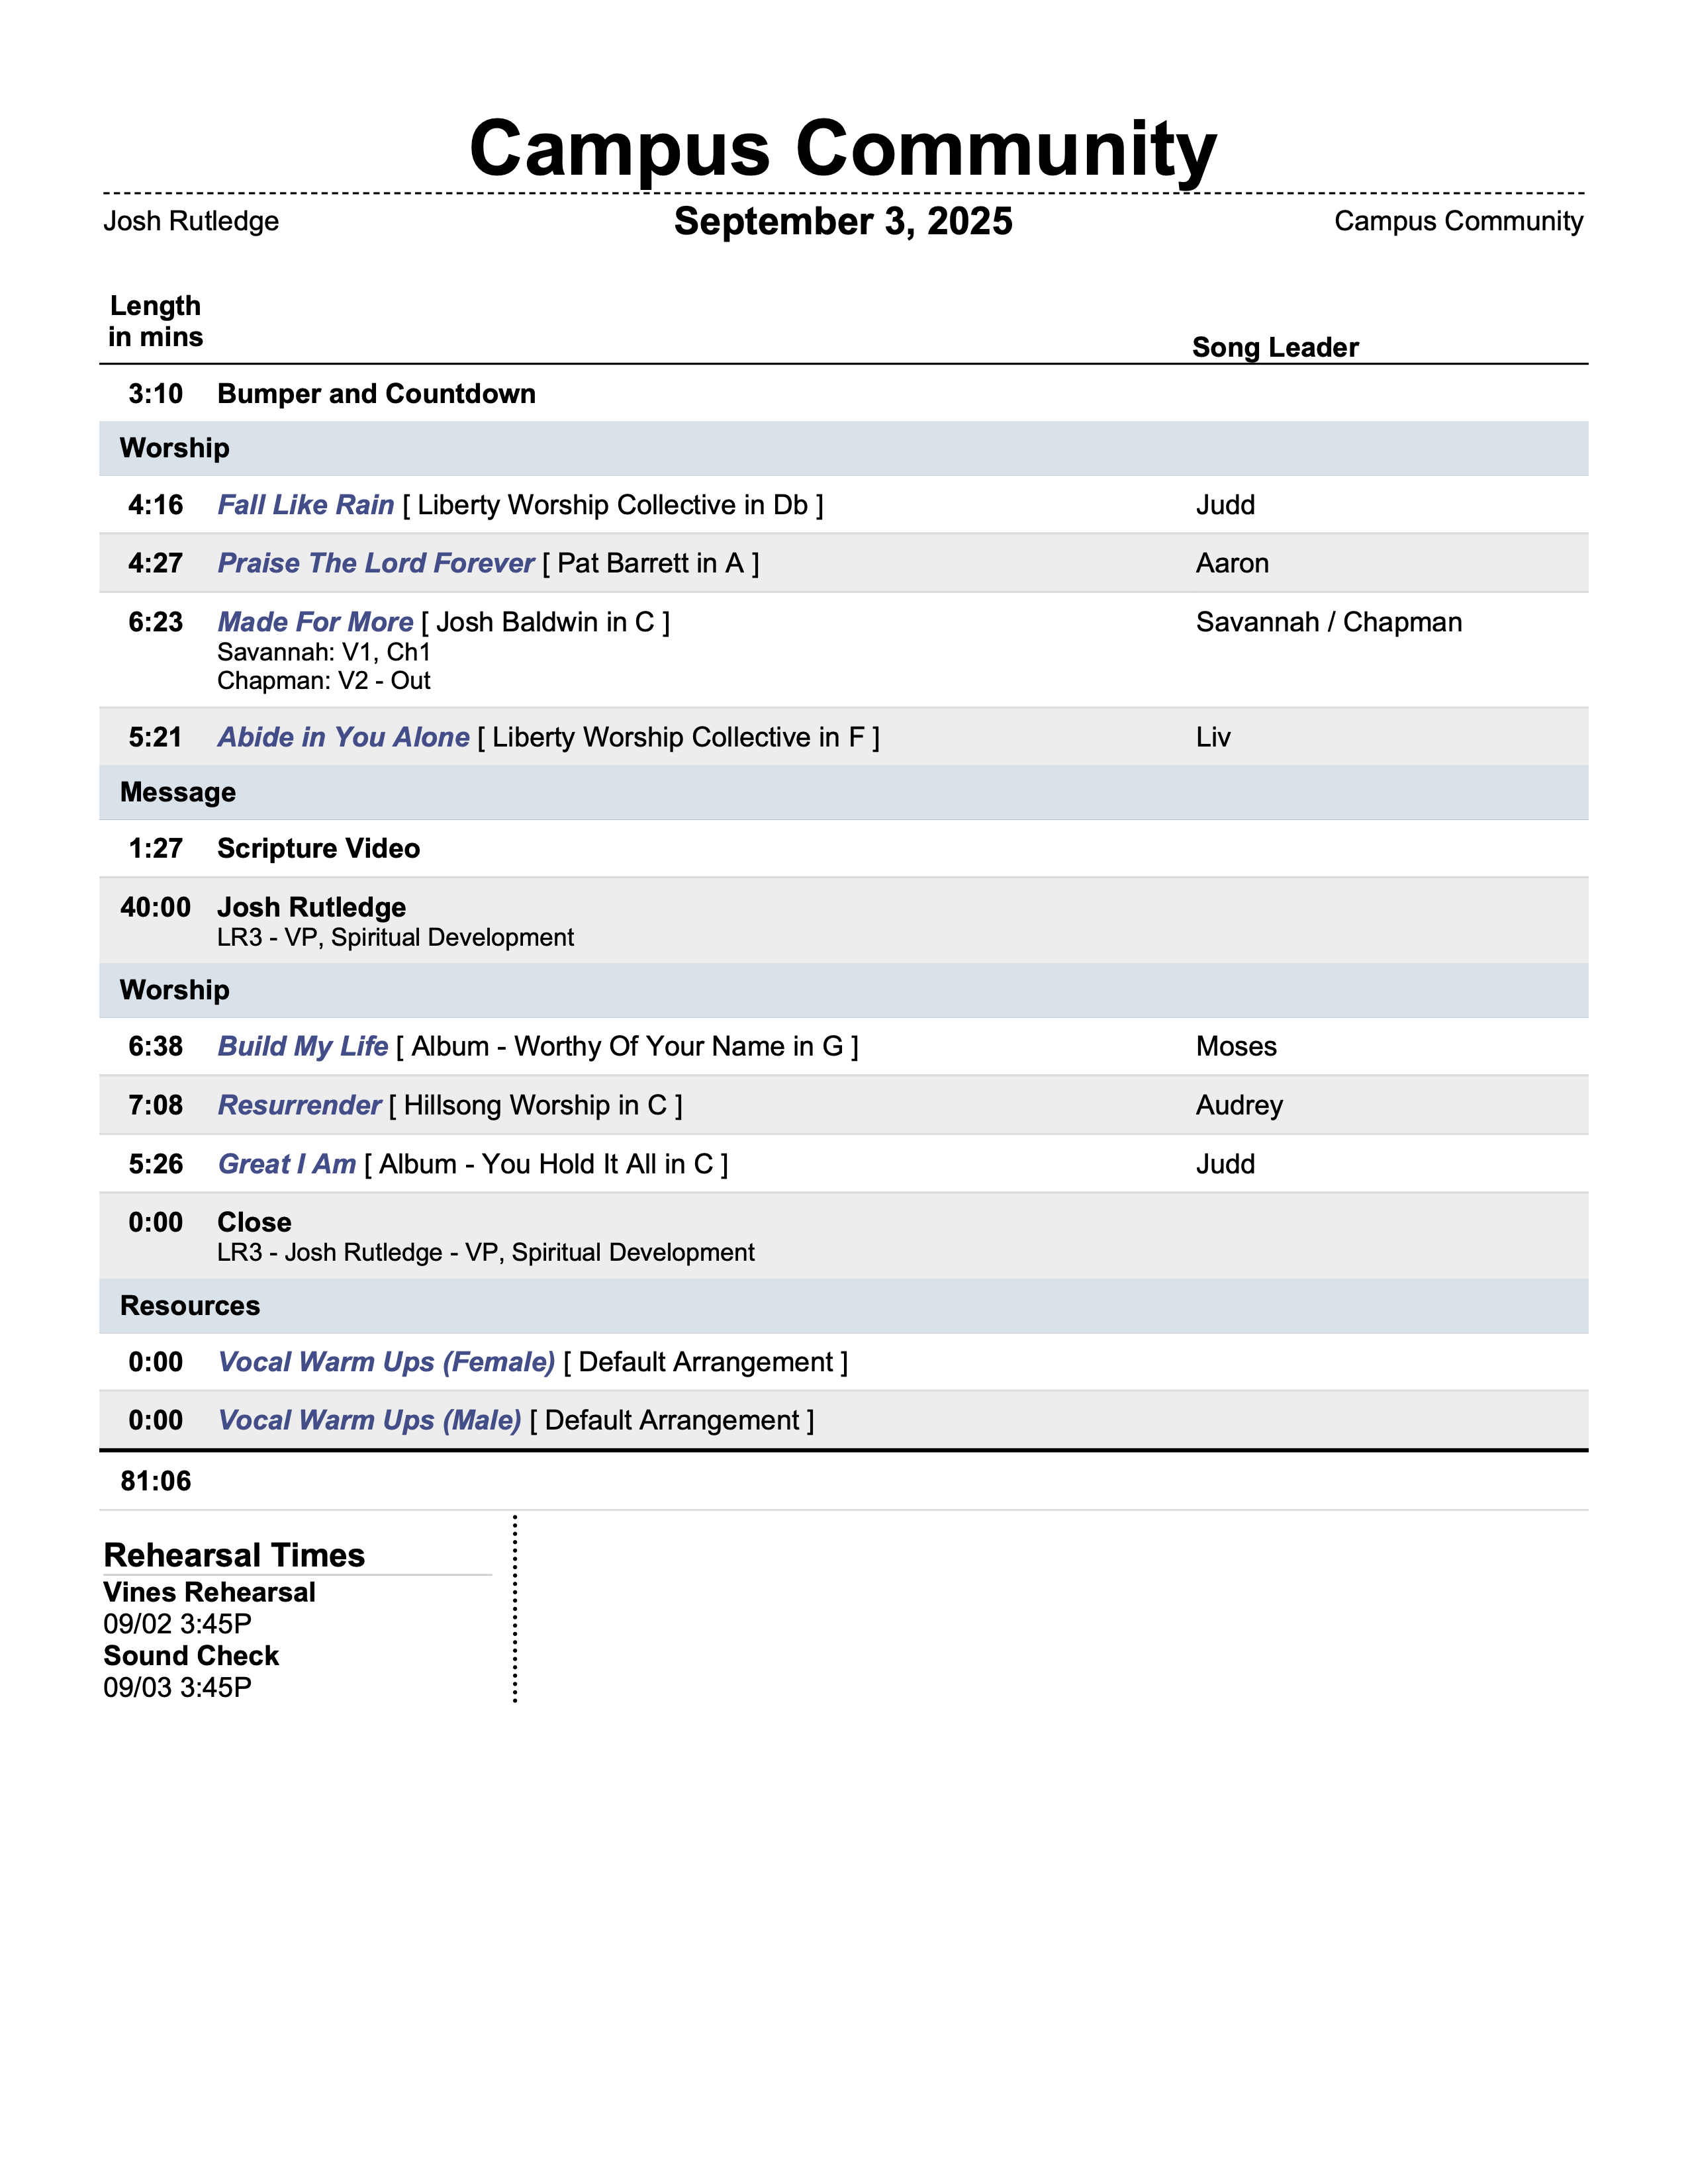 Campus Community
Josh Rutledge September 3, 2025 Campus Community
Length
in mins
Song Leader
3:10 Bumper and Countdown
Worship
4:16 Fall Like Rain [ Liberty Worship Collective in Db ] Judd
4:27 Praise The Lord Forever [ Pat Barrett in A ] Aaron
6:23 Made For More [ Josh Baldwin in C ] Savannah / Chapman
Savannah: V1, Ch1
Chapman: V2 - Out
5:21 Abide in You Alone [ Liberty Worship Collective in F ] Liv
Message
1:27 Scripture Video
40:00 Josh Rutledge
LR3 - VP, Spiritual Development
Worship
6:38 Build My Life [ Album - Worthy Of Your Name in G ] Moses
7:08 Resurrender [ Hillsong Worship in C ] Audrey
5:26 Great I Am [ Album - You Hold It All in C ] Judd
0:00 Close
LR3 - Josh Rutledge - VP, Spiritual Development
Resources
0:00 Vocal Warm Ups (Female) [ Default Arrangement ]
0:00 Vocal Warm Ups (Male) [ Default Arrangement ]
81:06
Rehearsal Times
Vines Rehearsal
09/02 3:45P
Sound Check
09/03 3:45P